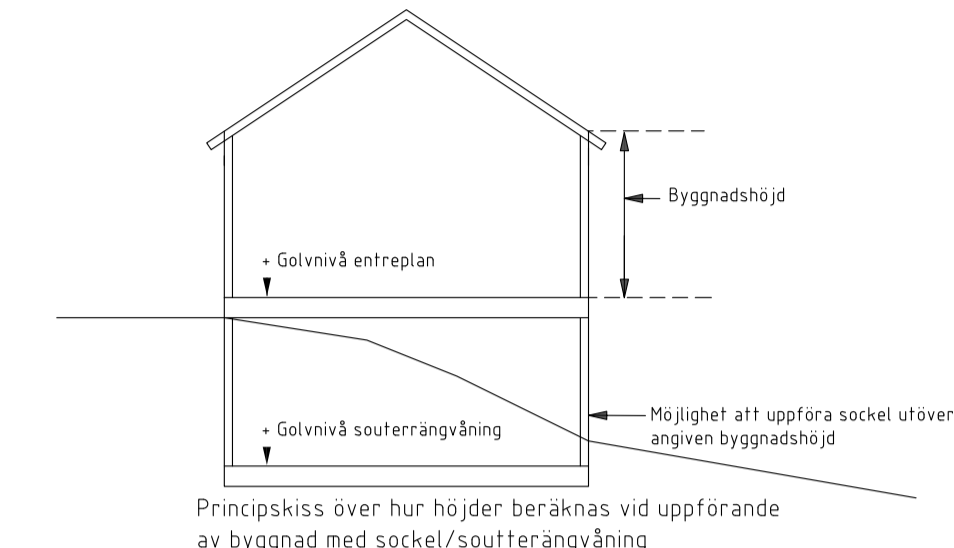 Byggnadshöjd
+ Golvnivå entreplan
Möjlighet att uppföra sockel utöver
angiven byggnadshöjd
+ Golvnivå souterrängvåning
Principskiss över hur höjder beräknas vid uppförande
av byggnad med sockel/soutterängvåning